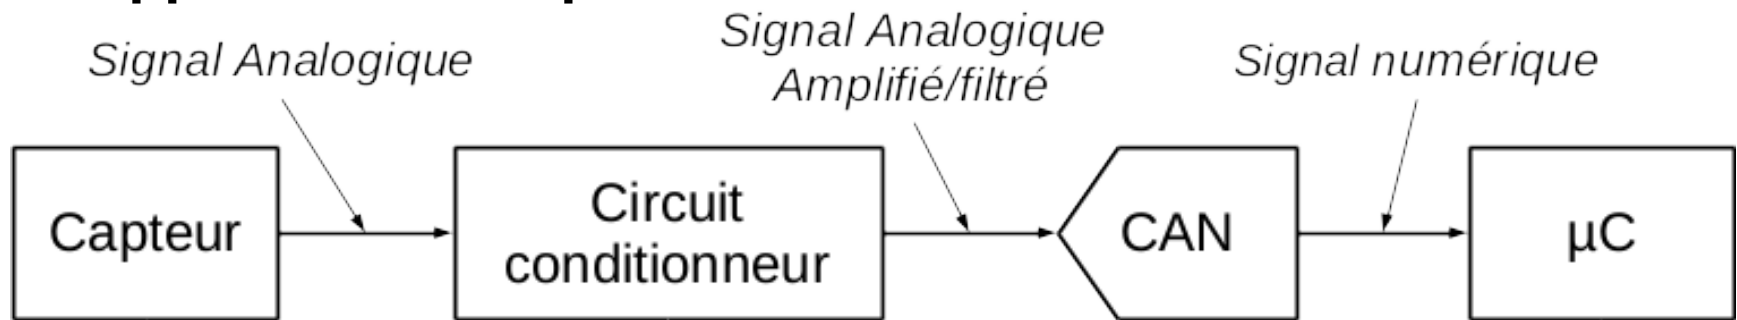 Signal Analogique
Signal Analogique
Amplifié/filtré
Signal numérique
Capteur
Circuit
conditionneur
CAN
µC